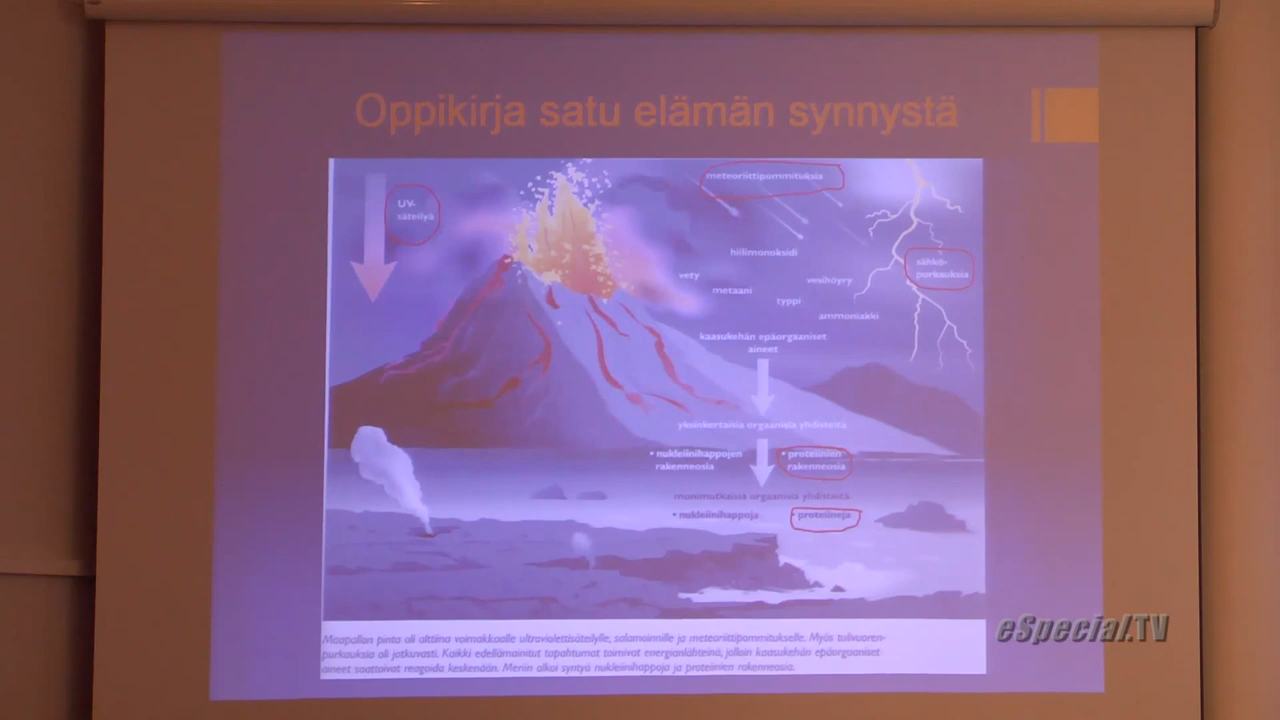 Oppikirja satu elämän synnystä
UV-
säteilyä
meteoriittipommituksia
sähkö-
purkauksia
hiilimonoksidi
vety
metaani
vesihöyry
typpi
ammoniakki
kaasukehän epäorgaaniset
aineet
yksinkertaisia orgaanisia yhdisteitä
• nukleiinihappojen
rakenneosia
• proteiinien
rakenneosia
monimutkaisia orgaanisia yhdisteitä
• nukleiinihappoja
• proteiineja
Maapallon pinta oli alttiina voimakkaalle ultraviolettisäteilylle, salamoinnille ja meteoriittipommitukselle. Myös tulivuoren-
purkauksia oli jatkuvasti. Kaikki edellämainitut tapahtumat toimivat energianlähteinä, jolloin kaasukehän epäorgaaniset
aineet saattoivat reagoida keskenään. Meriin alkoi syntyä nukleiinihappoja ja proteiinien rakenneosia.
eSpecial.TV